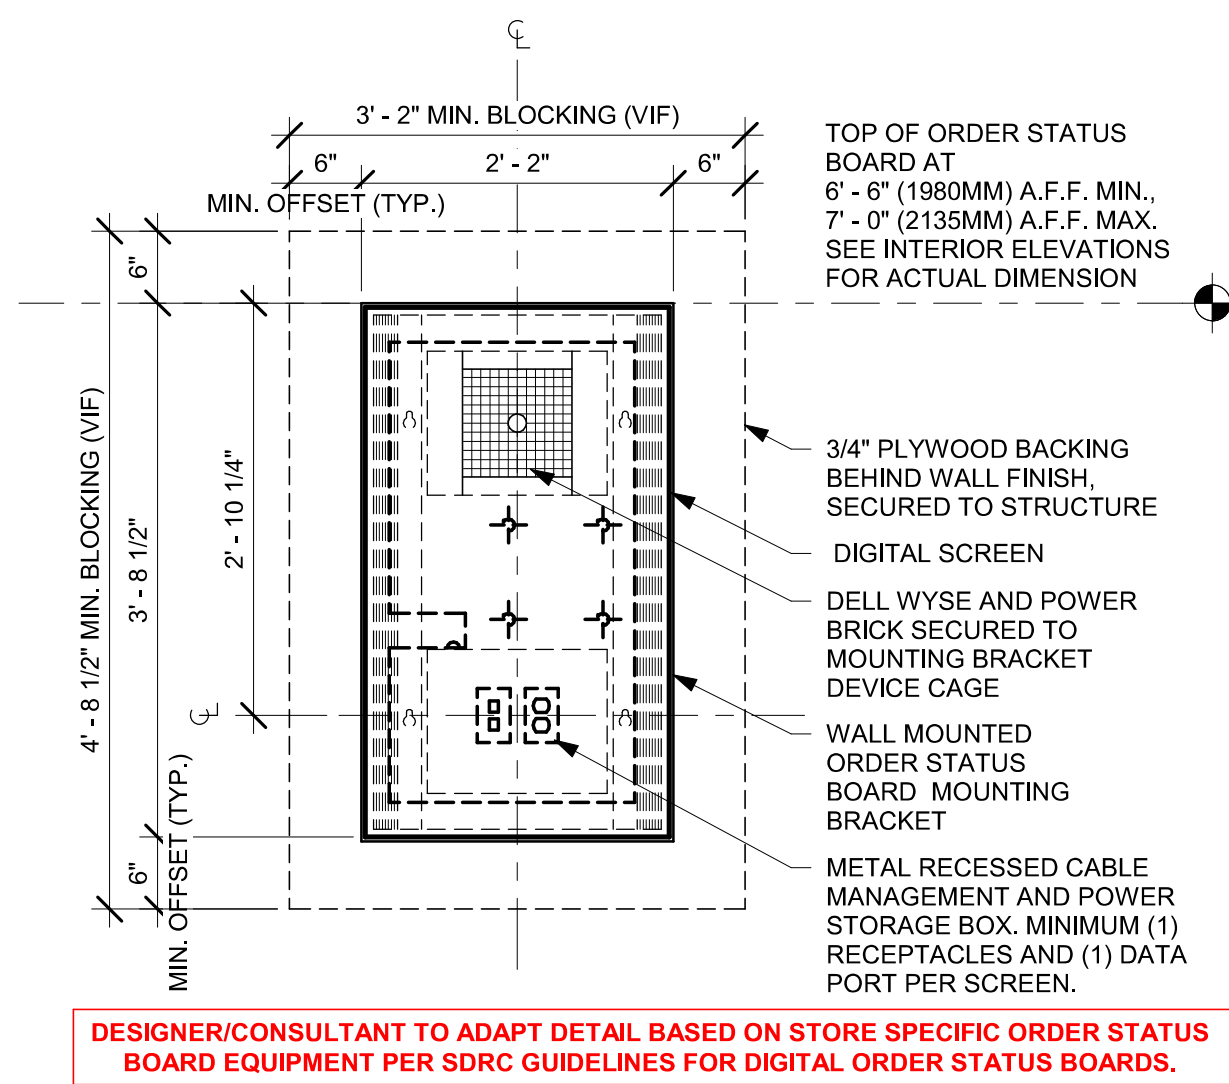 CL
3' - 2" MIN. BLOCKING (VIF)
6"
2' - 2"
6"
MIN. OFFSET (TYP.)
TOP OF ORDER STATUS
BOARD AT
6' - 6" (1980MM) A.F.F. MIN.,
7' - 0" (2135MM) A.F.F. MAX.
SEE INTERIOR ELEVATIONS
FOR ACTUAL DIMENSION
6"
4' - 8 1/2" MIN. BLOCKING (VIF)
3' - 8 1/2"
2' - 10 1/4"
CL
6"
MIN. OFFSET (TYP.)
3/4" PLYWOOD BACKING
BEHIND WALL FINISH,
SECURED TO STRUCTURE
DIGITAL SCREEN
DELL WYSE AND POWER
BRICK SECURED TO
MOUNTING BRACKET
DEVICE CAGE
WALL MOUNTED
ORDER STATUS
BOARD MOUNTING
BRACKET
METAL RECESSED CABLE
MANAGEMENT AND POWER
STORAGE BOX. MINIMUM (1)
RECEPTACLES AND (1) DATA
PORT PER SCREEN.
DESIGNER/CONSULTANT TO ADAPT DETAIL BASED ON STORE SPECIFIC ORDER STATUS
BOARD EQUIPMENT PER SDRC GUIDELINES FOR DIGITAL ORDER STATUS BOARDS.